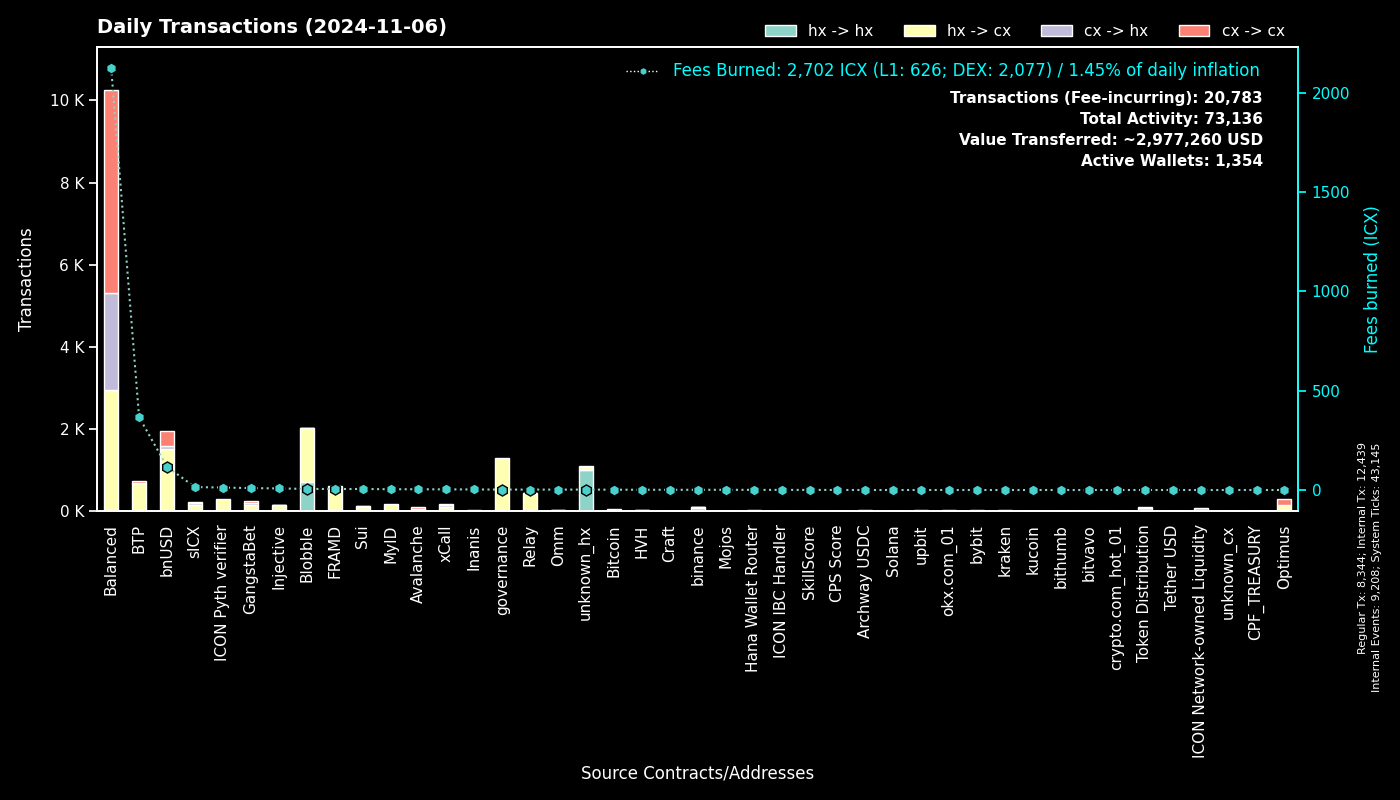 Daily Transactions (2024-11-06)
hx -> hx
hx -> cx
cx -> hx
cx -> cx
Fees Burned: 2,702 ICX (L1: 626; DEX: 2,077) / 1.45% of daily inflation
Transactions (Fee-incurring): 20,783
Total Activity: 73,136
Value Transferred: ~2,977,260 USD
Active Wallets: 1,354
Transactions
10 K
8 K
6 K
4 K
2 K
0 K
2000
1500
1000
500
0
Fees burned (ICX)
Balanced
BTP
bnUSD
sICX
ICON Pyth verifier
GangstaBet
Injective
Blobble
FRAMD
Sui
MyID
Avalanche
xCall
Inanis
governance
Relay
Omm
unknown_hx
Bitcoin
HVH
Craft
binance
Mojos
Hana Wallet Router
ICON IBC Handler
SkillScore
CPS Score
Archway USDC
Solana
upbit
okx.com_01
bybit
kraken
kucoin
bithumb
bitvavo
crypto.com_hot_01
Token Distribution
Tether USD
ICON Network-owned Liquidity
unknown_cx
CPF_TREASURY
Optimus
Source Contracts/Addresses
Regular Tx: 8,344; Internal Tx: 12,439
Internal Events: 9,208; System Ticks: 43,145